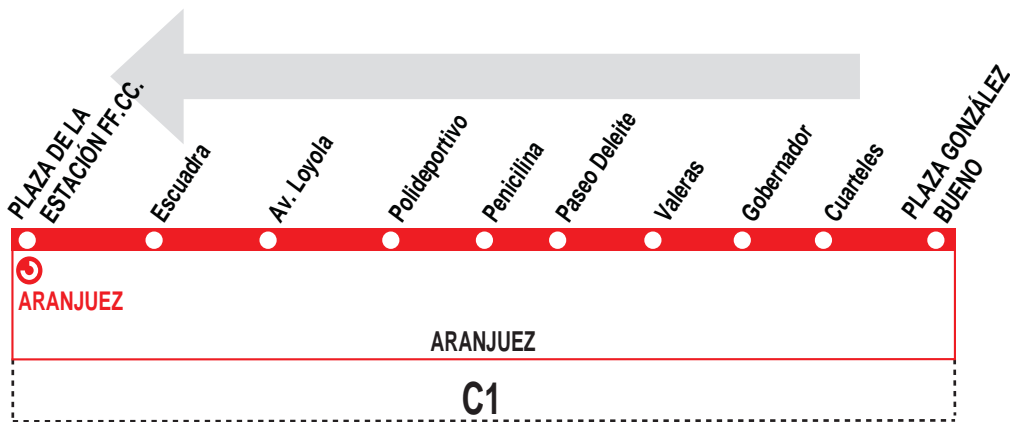 PLAZA DE LA
ESTACIÓN FF.CC.
Escuadra
Av. Loyola
Polideportivo
Penicilina
Paseo Deleite
Valeras
Gobernador
Cuarteles
PLAZA GONZÁLEZ
BUENO
ARANJUEZ
ARANJUEZ
C1